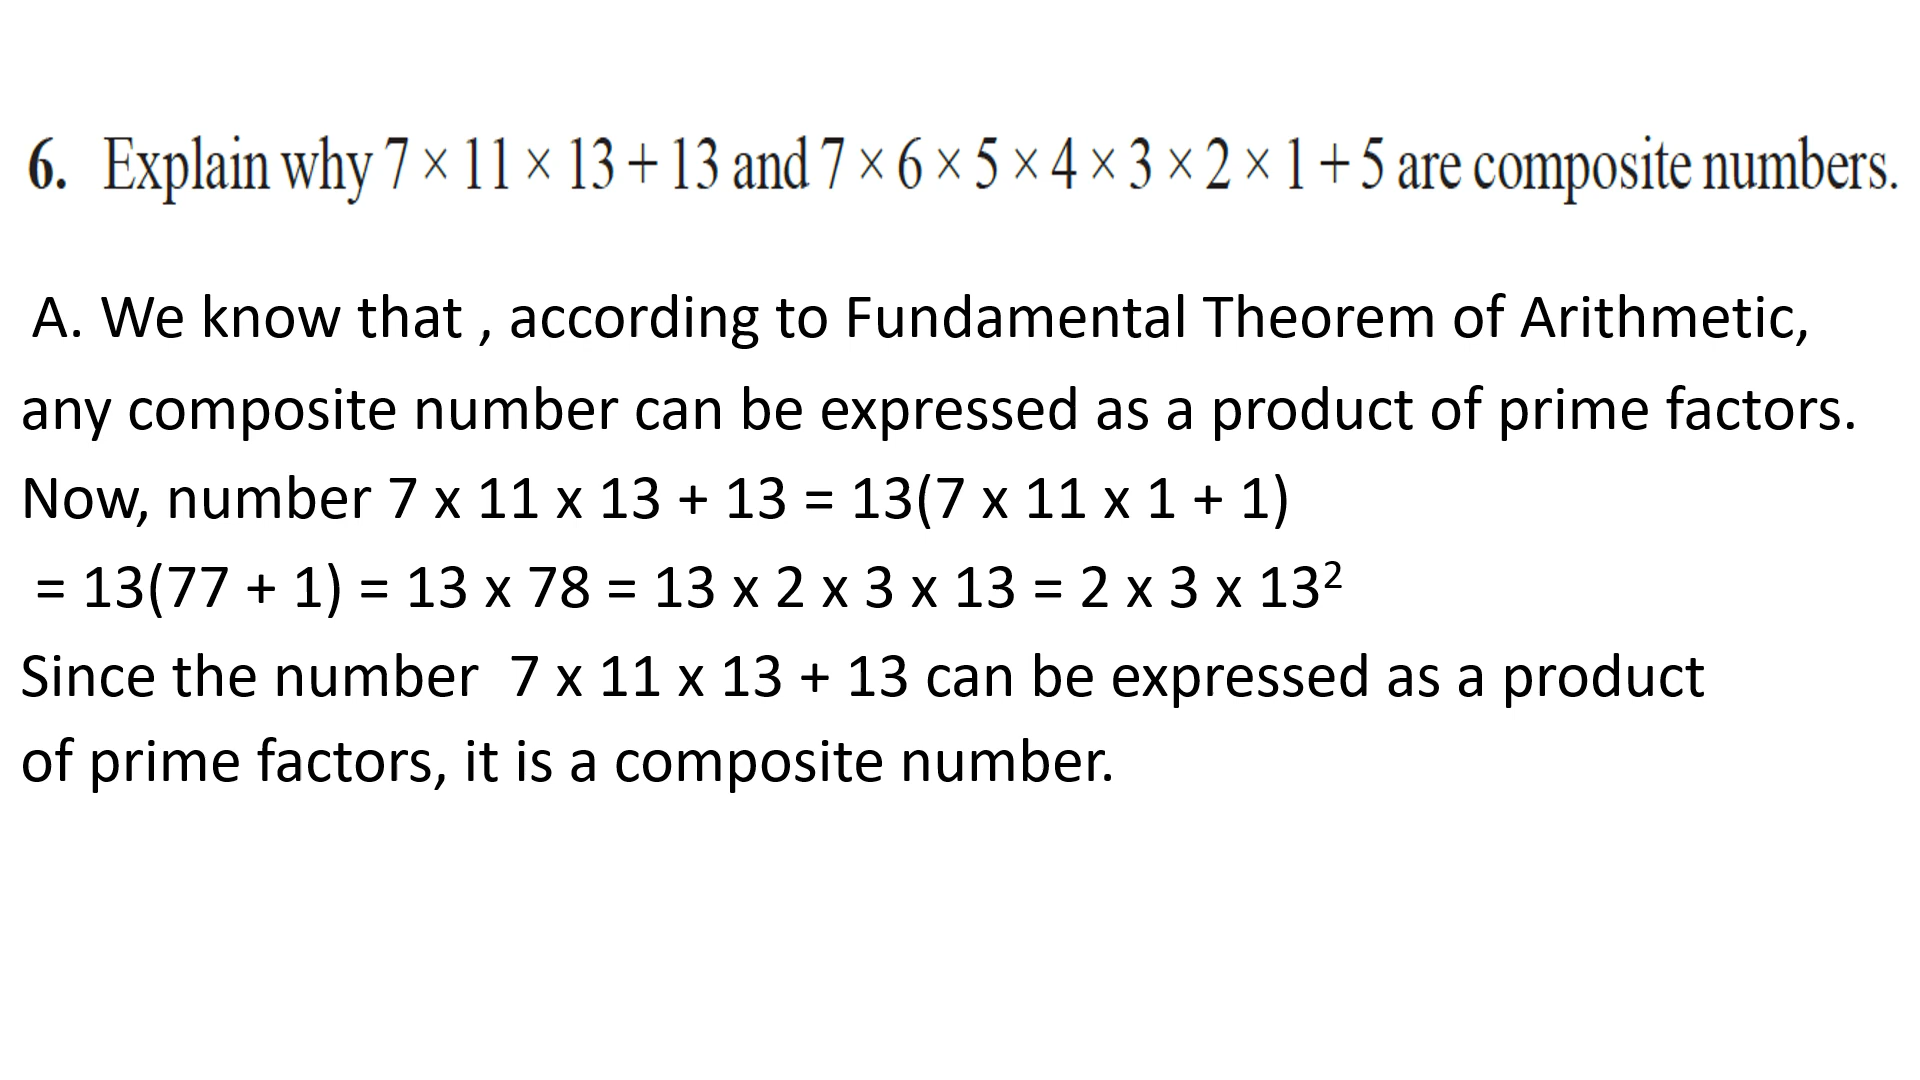 6. Explain why 7 × 11 × 13 + 13 and 7 × 6 × 5 × 4 × 3 × 2 × 1 + 5 are composite numbers.
A. We know that , according to Fundamental Theorem of Arithmetic,
any composite number can be expressed as a product of prime factors.
Now, number 7 x 11 x 13 + 13 = 13(7 x 11 x 1 + 1)
= 13(77 + 1) = 13 x 78 = 13 x 2 x 3 x 13 = 2 x 3 x 13²
Since the number 7 x 11 x 13 + 13 can be expressed as a product
of prime factors, it is a composite number.